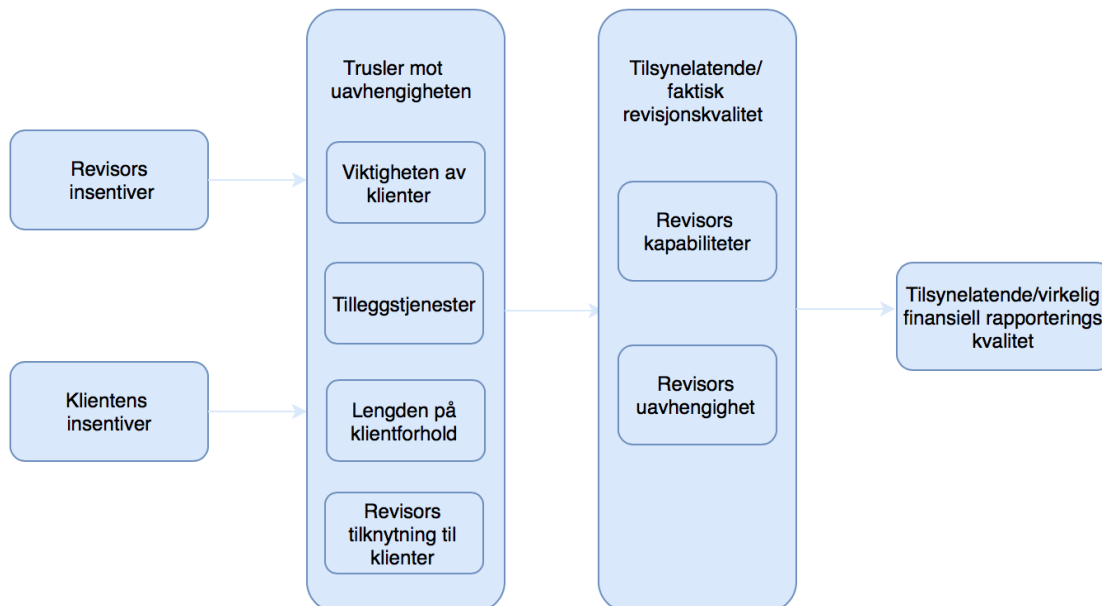 Revisors
insentiver
Klientens
insentiver
Trusler mot
uavhengigheten
Viktigheten av
klienter
Tilleggstjenester
Lengden på
klientforhold
Revisors
tilknytning til
klienter
Tilsynelatende/
faktisk
revisjonskvalitet
Revisors
kapabiliteter
Revisors
uavhengighet
Tilsynelatende/virkelig
finansiell rapporterings
kvalitet